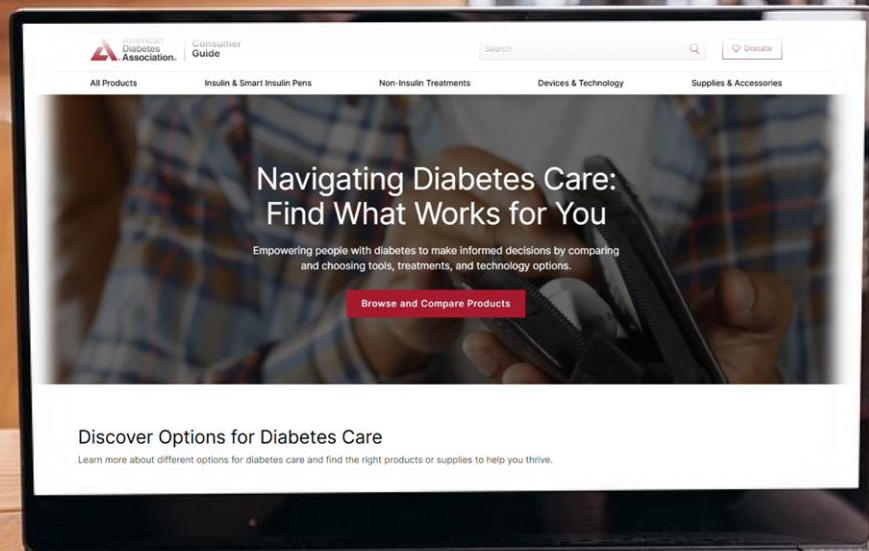 American
Diabetes
Association.
Consumer
Guide
Search
Donate
All Products
Insulin & Smart Insulin Pens
Non-Insulin Treatments
Devices & Technology
Supplies & Accessories
Navigating Diabetes Care:
Find What Works for You
Empowering people with diabetes to make informed decisions by comparing
and choosing tools, treatments, and technology options.
Browse and Compare Products
Discover Options for Diabetes Care
Learn more about different options for diabetes care and find the right products or supplies to help you thrive.